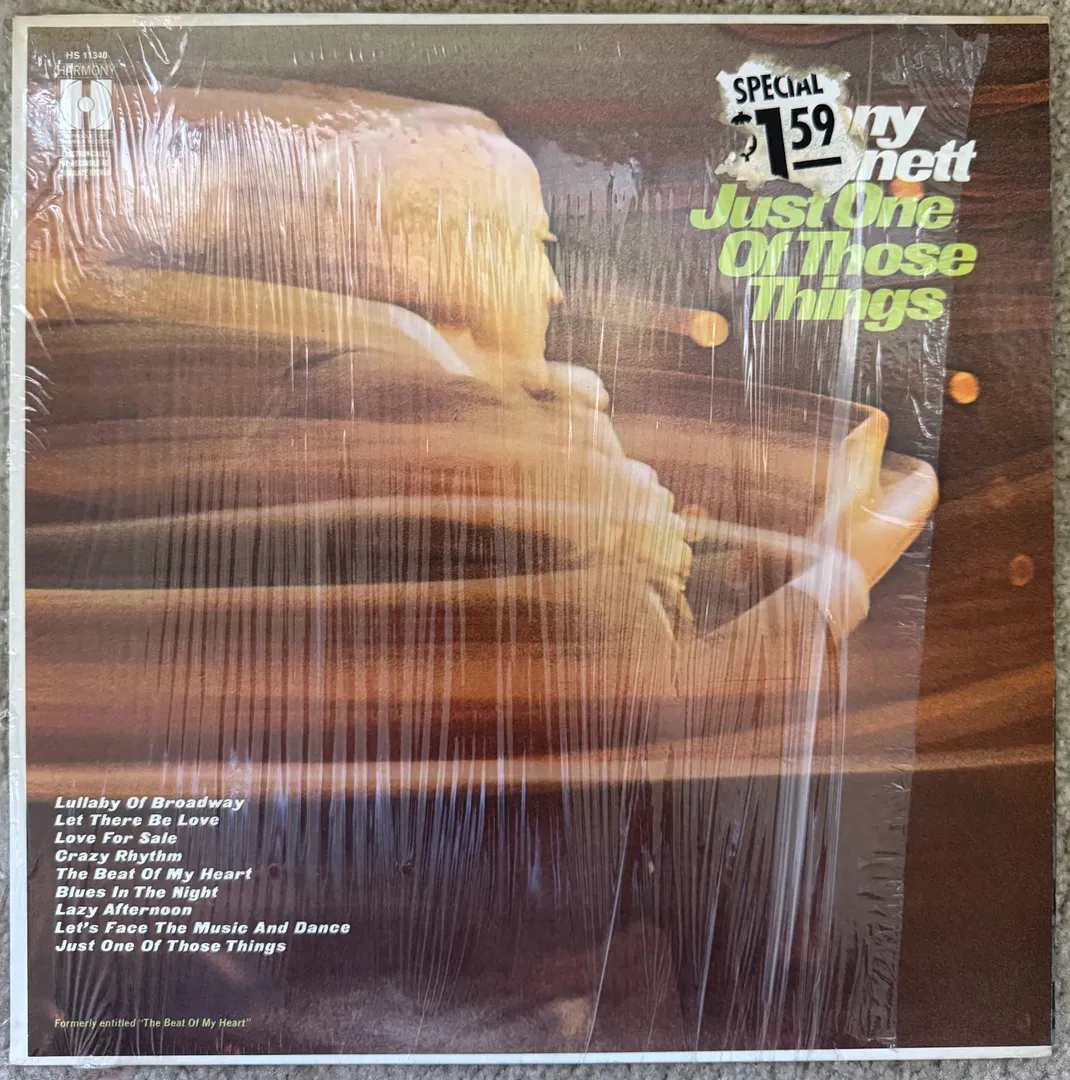 HS 11340
HARMONY
SPECIAL
$1.59
ny
nett
Just One
Of Those
Things
Lullaby Of Broadway
Let There Be Love
Love For Sale
Crazy Rhythm
The Beat Of My Heart
Blues In The Night
Lazy Afternoon
Let's Face The Music And Dance
Just One Of Those Things
Formerly entitled "The Beat Of My Heart"